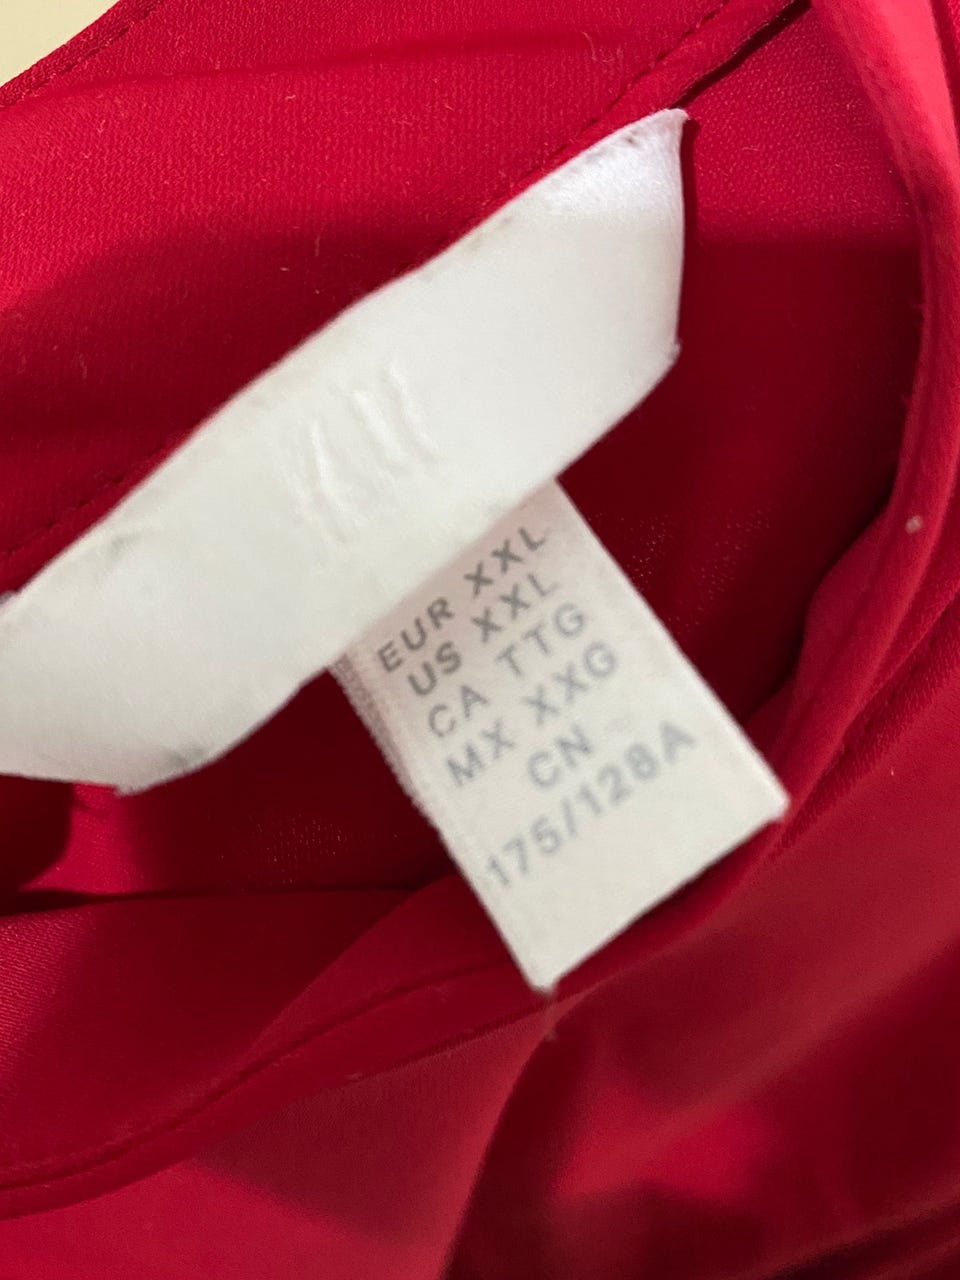 EUR XXL
US XXL
CA TTG
MX XXG
CN
175/128A